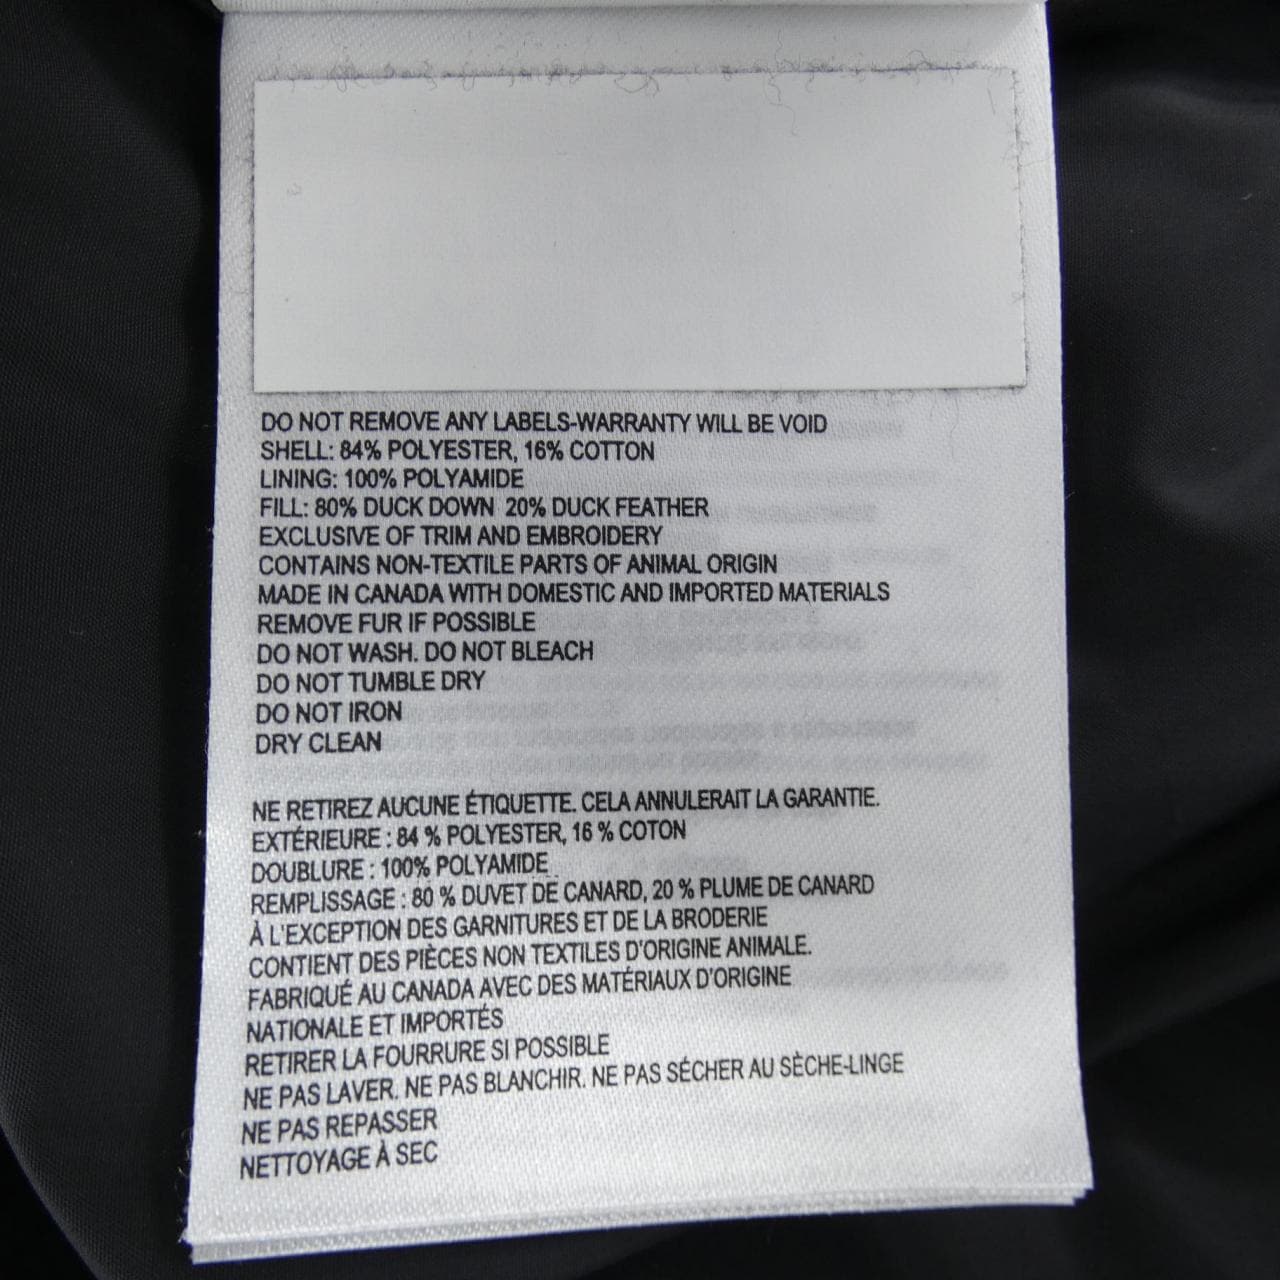 DO NOT REMOVE ANY LABELS-WARRANTY WILL BE VOID
SHELL: 84% POLYESTER, 16% COTTON
LINING: 100% POLYAMIDE
FILL: 80% DUCK DOWN 20% DUCK FEATHER
EXCLUSIVE OF TRIM AND EMBROIDERY
CONTAINS NON-TEXTILE PARTS OF ANIMAL ORIGIN
MADE IN CANADA WITH DOMESTIC AND IMPORTED MATERIALS
REMOVE FUR IF POSSIBLE
DO NOT WASH. DO NOT BLEACH
DO NOT TUMBLE DRY
DO NOT IRON
DRY CLEAN
NE RETIREZ AUCUNE ÉTIQUETTE. CELA ANNULERAIT LA GARANTIE.
EXTÉRIEURE : 84 % POLYESTER, 16 % COTON
DOUBLURE : 100% POLYAMIDE
REMPLISSAGE : 80 % DUVET DE CANARD, 20 % PLUME DE CANARD
À L'EXCEPTION DES GARNITURES ET DE LA BRODERIE
CONTIENT DES PIÈCES NON TEXTILES D'ORIGINE ANIMALE.
FABRIQUÉ AU CANADA AVEC DES MATÉRIAUX D'ORIGINE
NATIONALE ET IMPORTÉS
RETIRER LA FOURRURE SI POSSIBLE
NE PAS LAVER. NE PAS BLANCHIR. NE PAS SÉCHER AU SÈCHE-LINGE
NE PAS REPASSER
NETTOYAGE À SEC